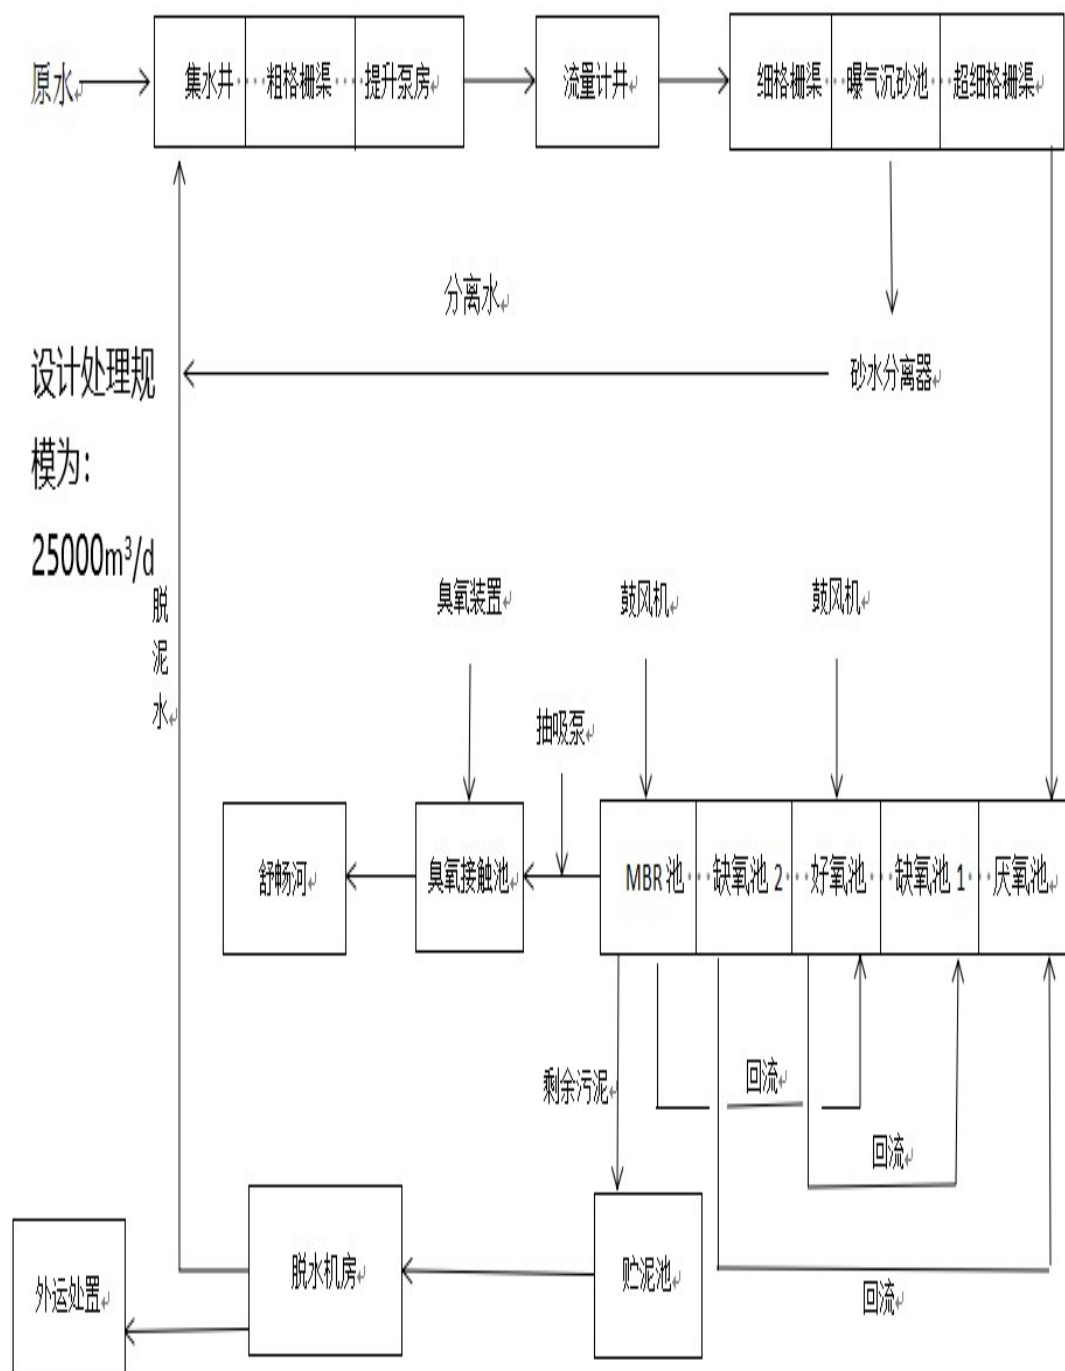 原水
集水井
粗格栅渠
提升泵房
流量计井
细格栅渠
曝气沉砂池
超细格栅渠
分离水
砂水分离器
设计处理规
模为：
25000m³/d
脱
泥
水
臭氧装置
鼓风机
鼓风机
抽吸泵
舒畅河
臭氧接触池
MBR 池
缺氧池 2
好氧池
缺氧池 1
厌氧池
剩余污泥
回流
回流
外运处置
脱水机房
贮泥池
回流